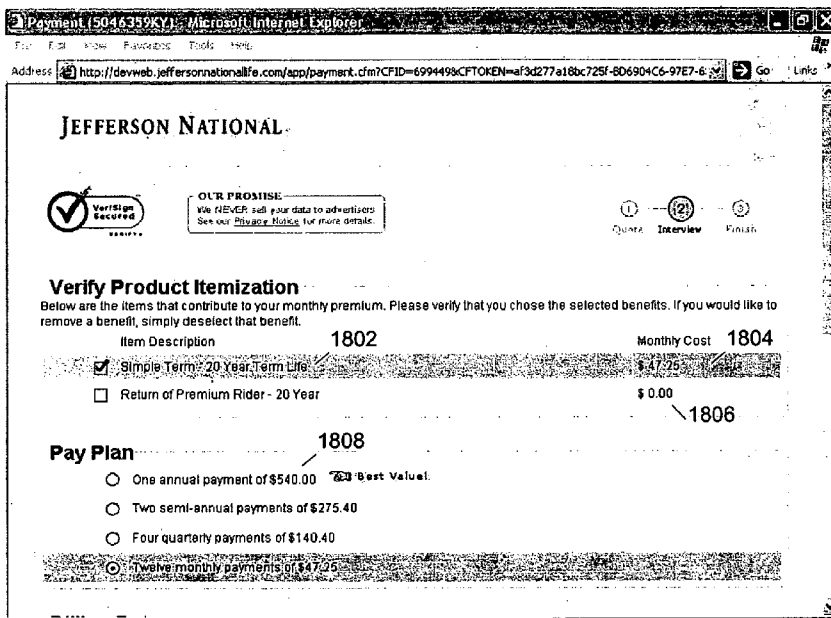 Payment (5046359KY) - Microsoft Internet Explorer
File Edit View Favorites Tools Help
Address http://devweb.jeffersonnationallife.com/app/payment.cfm?CFID=699449&CFTOKEN=af3d277a18bc725f-BD6904C6-97E7-6 Go Links
JEFFERSON NATIONAL
VeriSign Secured
VERIFY
OUR PROMISE
We NEVER sell your data to advertisers
See our Privacy Notice for more details.
1 2 3
Quote Interview Finish
Verify Product Itemization
Below are the items that contribute to your monthly premium. Please verify that you chose the selected benefits. If you would like to
remove a benefit, simply deselect that benefit.
Item Description 1802 Monthly Cost 1804
Simple Term - 20 Year Term Life $ 47.25
Return of Premium Rider - 20 Year $ 0.00
1806
Pay Plan 1808
One annual payment of $540.00 Best Value!
Two semi-annual payments of $275.40
Four quarterly payments of $140.40
Twelve monthly payments of $47.25